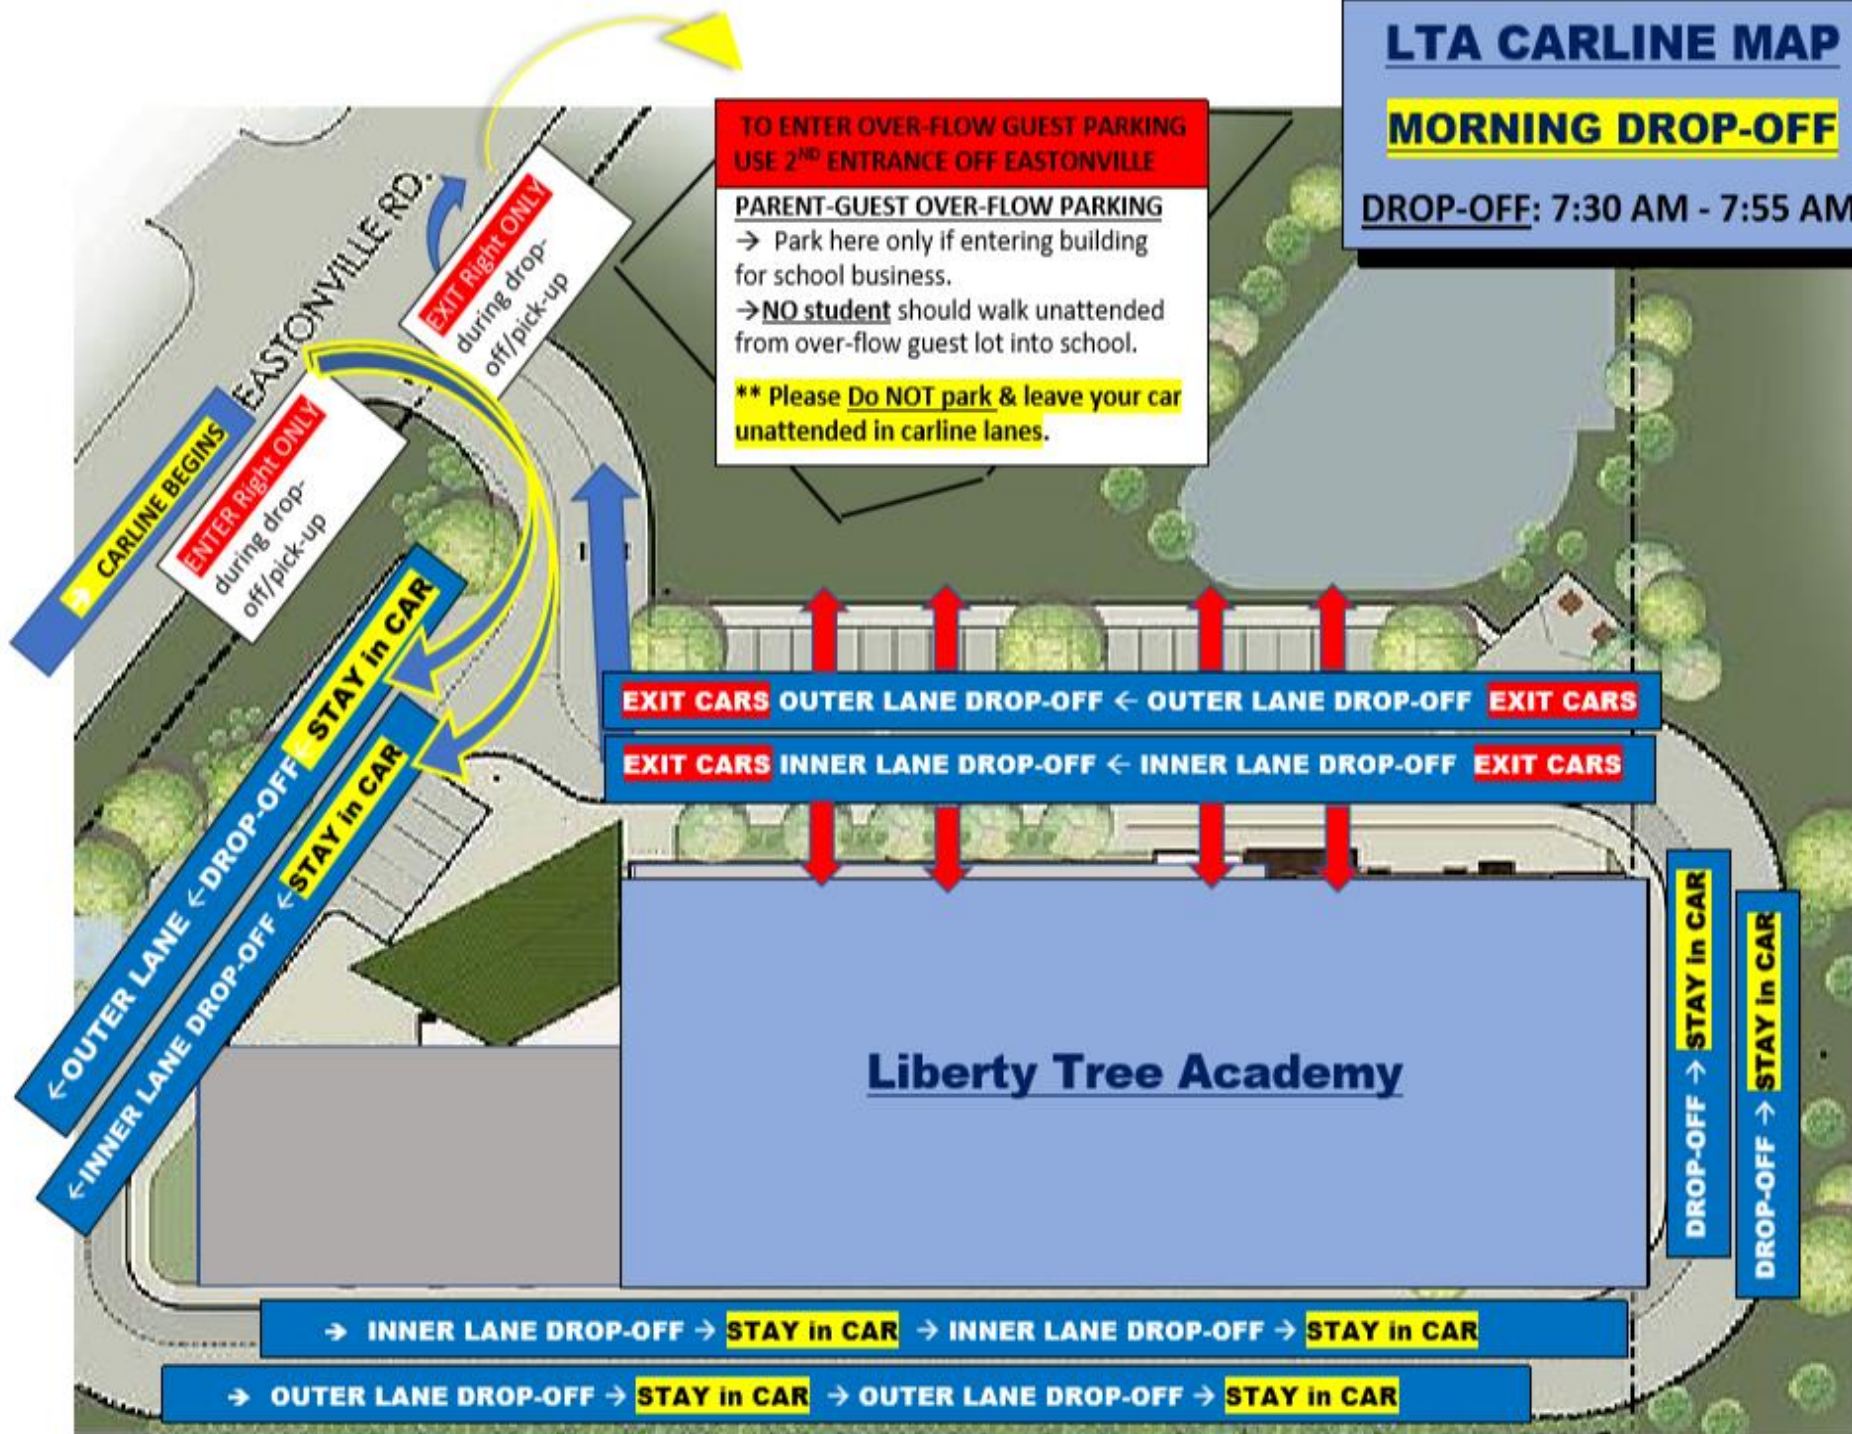 LTA CARLINE MAP
MORNING DROP-OFF
DROP-OFF: 7:30 AM - 7:55 AM
TO ENTER OVER-FLOW GUEST PARKING
USE 2ND ENTRANCE OFF EASTONVILLE
PARENT-GUEST OVER-FLOW PARKING
→ Park here only if entering building
for school business.
→NO student should walk unattended
from over-flow guest lot into school.
** Please Do NOT park & leave your car
unattended in carline lanes.
EASTONVILLE RD.
EXIT Right ONLY
during drop-
off/pick-up
→ CARLINE BEGINS
ENTER Right ONLY
during drop-
off/pick-up
←OUTER LANE ←DROP-OFF← STAY in CAR
←INNER LANE DROP-OFF ←STAY in CAR
EXIT CARS OUTER LANE DROP-OFF ← OUTER LANE DROP-OFF EXIT CARS
EXIT CARS INNER LANE DROP-OFF ← INNER LANE DROP-OFF EXIT CARS
Liberty Tree Academy
DROP-OFF → STAY in CAR
DROP-OFF → STAY in CAR
→ INNER LANE DROP-OFF → STAY in CAR → INNER LANE DROP-OFF → STAY in CAR
→ OUTER LANE DROP-OFF → STAY in CAR → OUTER LANE DROP-OFF → STAY in CAR